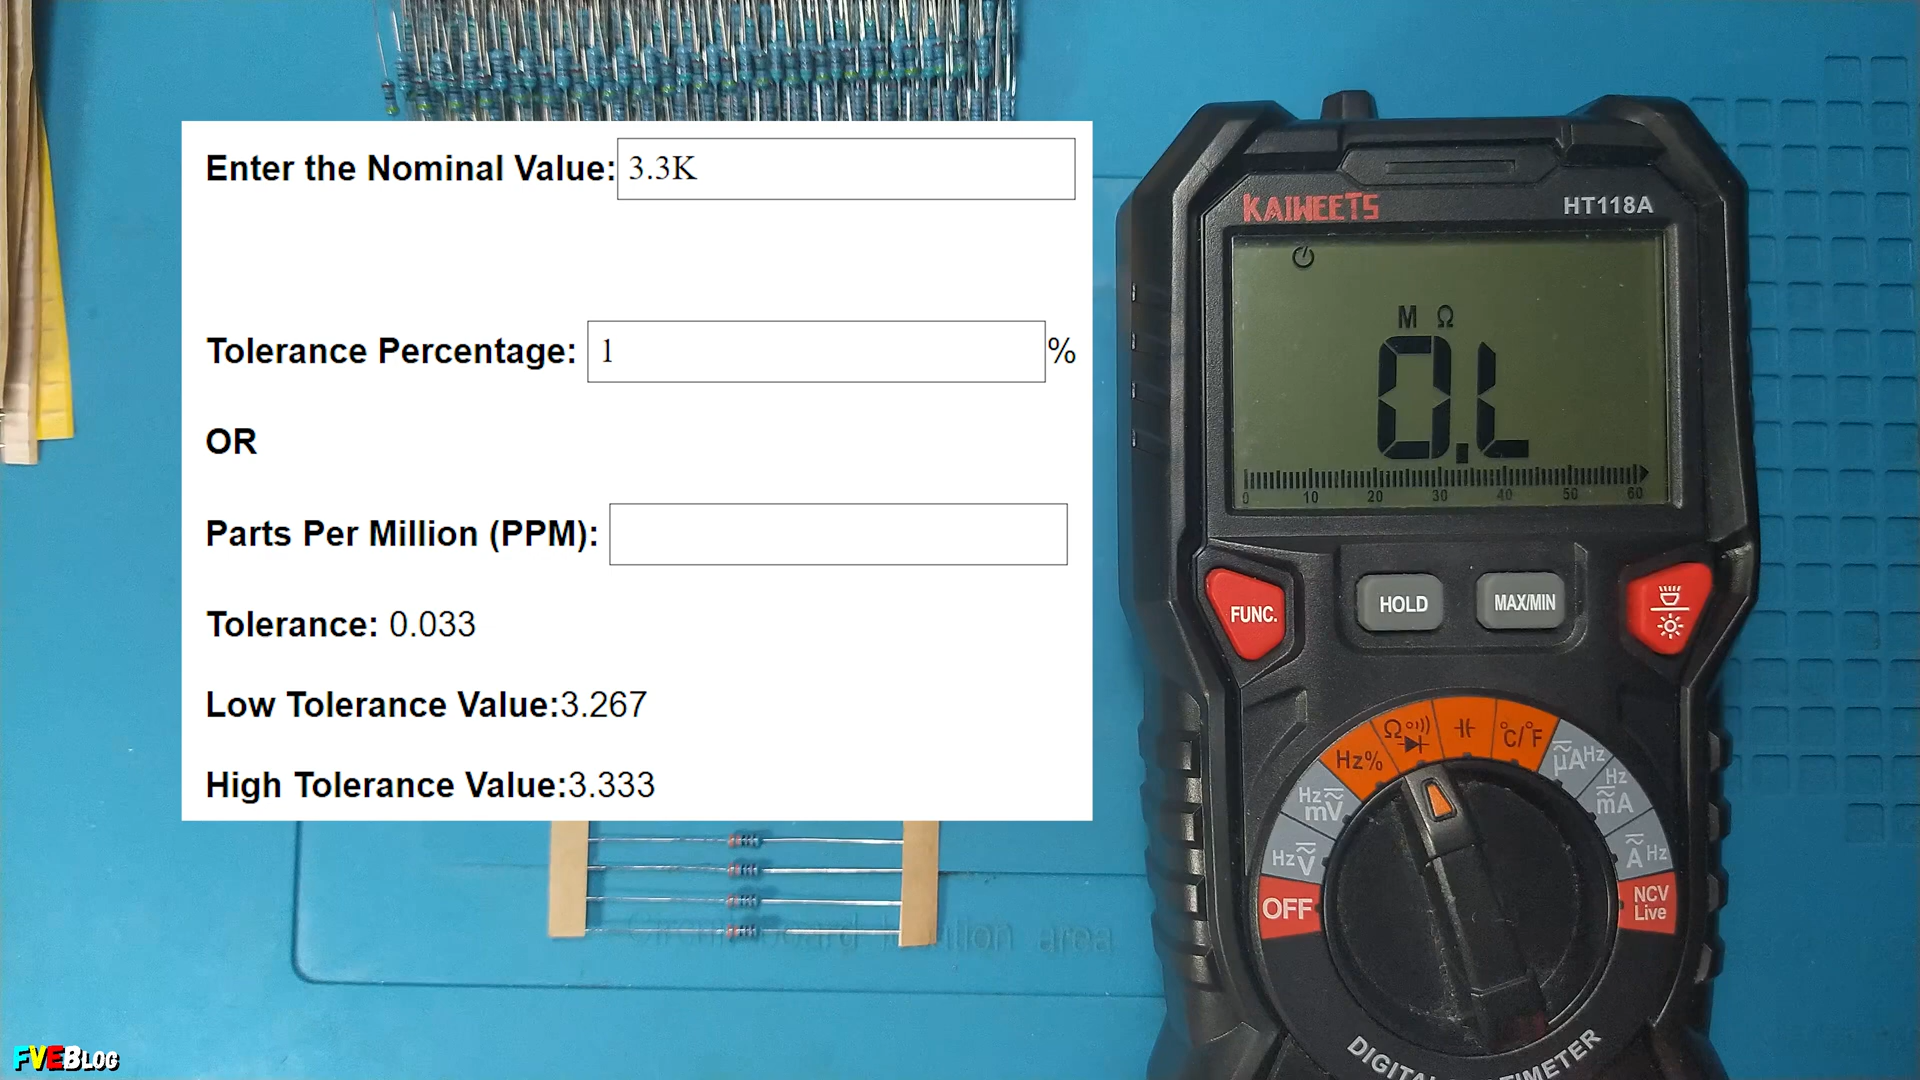 Enter the Nominal Value: 3.3K
Tolerance Percentage: 1 %
OR
Parts Per Million (PPM):
Tolerance: 0.033
Low Tolerance Value:3.267
High Tolerance Value:3.333
KAIWEETS
HT118A
M Ω
0.L
0 10 20 30 40 50 60
FUNC.
HOLD
MAX/MIN
Hz%
Ω
°C/°F
µA Hz
Hz
mA
A Hz
NCV
Live
Hz
mV
Hz V
OFF
area
FVEBLOG